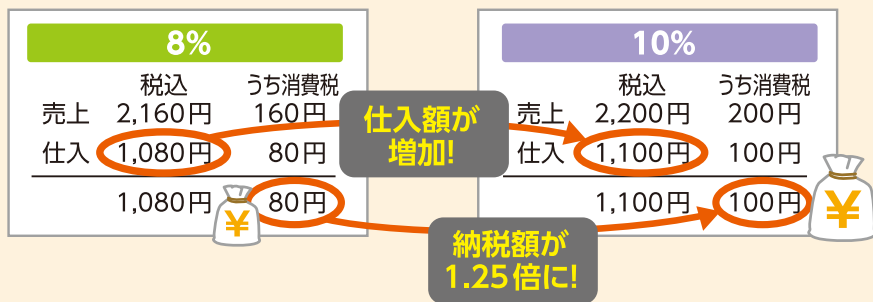 8%
税込 うち消費税
売上 2,160円 160円
仕入 1,080円 80円
1,080円 80円
¥
仕入額が
増加!
10%
税込 うち消費税
売上 2,200円 200円
仕入 1,100円 100円
1,100円 100円
¥
納税額が
1.25倍に!